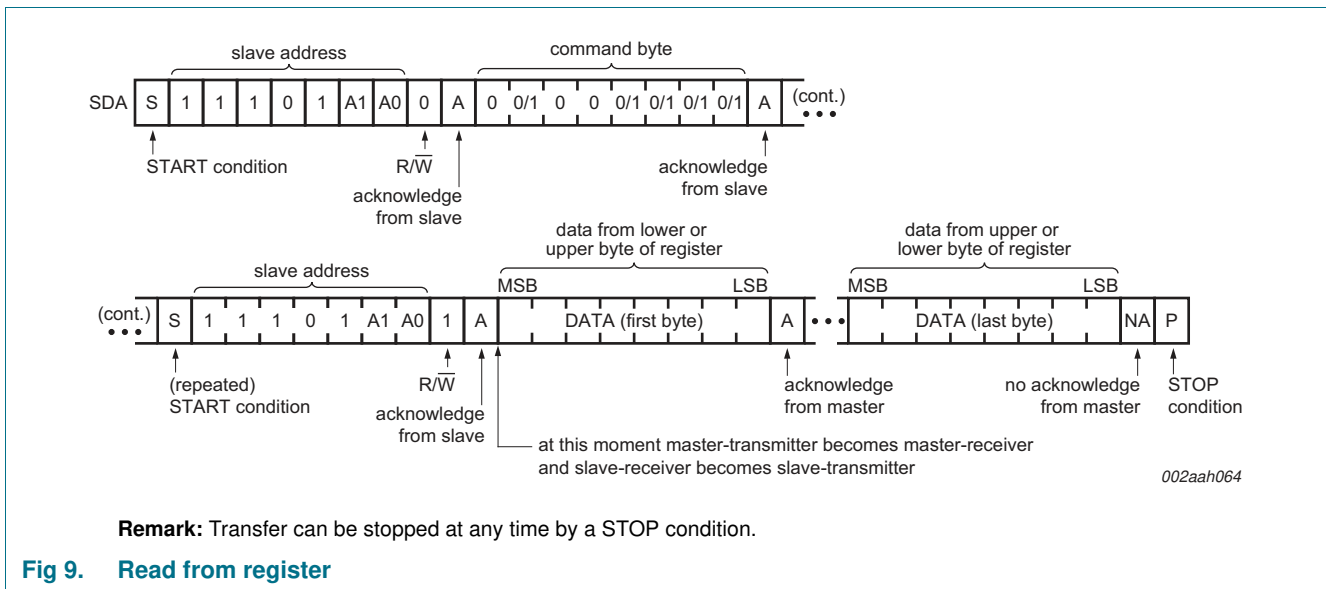 slave address command byte
SDA S 1 1 1 0 1 A1 A0 0 A 0 0/1 0 0 0/1 0/1 0/1 0/1 A (cont.)
START condition R/W̅ acknowledge from slave acknowledge from slave
data from lower or upper byte of register data from upper or lower byte of register
slave address MSB LSB MSB LSB
(cont.) S 1 1 1 0 1 A1 A0 1 A DATA (first byte) A DATA (last byte) NA P
(repeated) START condition R/W̅ acknowledge from slave acknowledge from master no acknowledge from master STOP condition
at this moment master-transmitter becomes master-receiver
and slave-receiver becomes slave-transmitter
002aah064
Remark: Transfer can be stopped at any time by a STOP condition.
Fig 9. Read from register